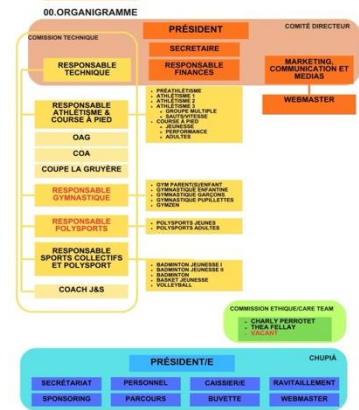 00.ORGANIGRAMME
COMISSION TECHNIQUE
PRÉSIDENT
COMITÉ DIRECTEUR
SECRETAIRE
RESPONSABLE
TECHNIQUE
RESPONSABLE
FINANCES
MARKETING,
COMMUNICATION ET
MEDIAS
WEBMASTER
RESPONSABLE
ATHLÉTISME &
COURSE À PIED
PRÉATHLÉTISME
ATHLÉTISME 1
ATHLÉTISME 2
ATHLÉTISME 3
GROUPE MULTIPLE
SAUTS/VITESSE
COURSE À PIED
JEUNESSE
PERFORMANCE
ADULTES
OAG
COA
COUPE LA GRUYÈRE
RESPONSABLE
GYMNASTIQUE
GYM PARENT(S)/ENFANT
GYMNASTIQUE ENFANTINE
GYMNASTIQUE GARÇONS
GYMNASTIQUE PUPILLETTES
GYMZEN
RESPONSABLE
POLYSPORTS
POLYSPORTS JEUNES
POLYSPORTS ADULTES
RESPONSABLE
SPORTS COLLECTIFS
ET POLYSPORT
BADMINTON JEUNESSE I
BADMINTON JEUNESSE II
BADMINTON
BASKET JEUNESSE
VOLLEYBALL
COACH J&S
COMMISSION ETHIQUE/CARE TEAM
CHARLY PERROTET
THEA FELLAY
VACANT
PRÉSIDENT/E
CHUPIÀ
SECRÉTARIAT
PERSONNEL
CAISSIER/E
RAVITAILLEMENT
SPONSORING
PARCOURS
BUVETTE
WEBMASTER